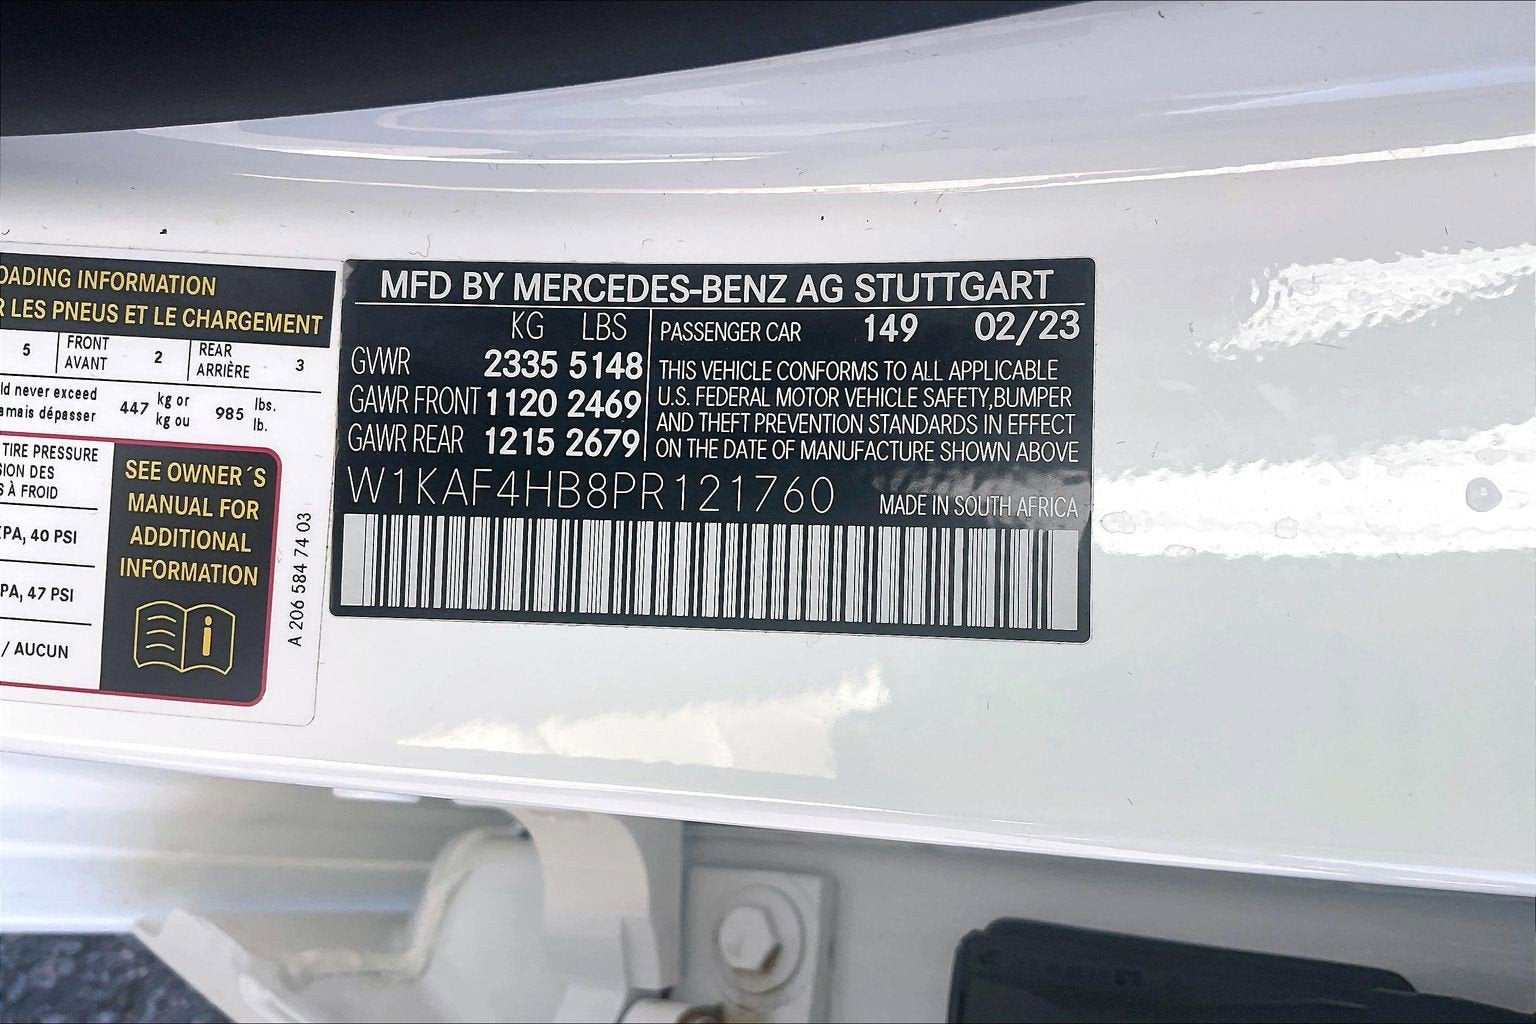 OADING INFORMATION
R LES PNEUS ET LE CHARGEMENT
5 FRONT AVANT 2 REAR ARRIÈRE 3
ld never exceed
amais dépasser
447 kg or kg ou 985 lbs. lb.
TIRE PRESSURE
SION DES
S À FROID
PA, 40 PSI
PA, 47 PSI
/ AUCUN
SEE OWNER´S
MANUAL FOR
ADDITIONAL
INFORMATION
i
A 206 584 74 03
MFD BY MERCEDES-BENZ AG STUTTGART
KG LBS
GVWR 2335 5148
GAWR FRONT 1120 2469
GAWR REAR 1215 2679
PASSENGER CAR 149 02/23
THIS VEHICLE CONFORMS TO ALL APPLICABLE
U.S. FEDERAL MOTOR VEHICLE SAFETY,BUMPER
AND THEFT PREVENTION STANDARDS IN EFFECT
ON THE DATE OF MANUFACTURE SHOWN ABOVE
W1KAF4HB8PR121760
MADE IN SOUTH AFRICA